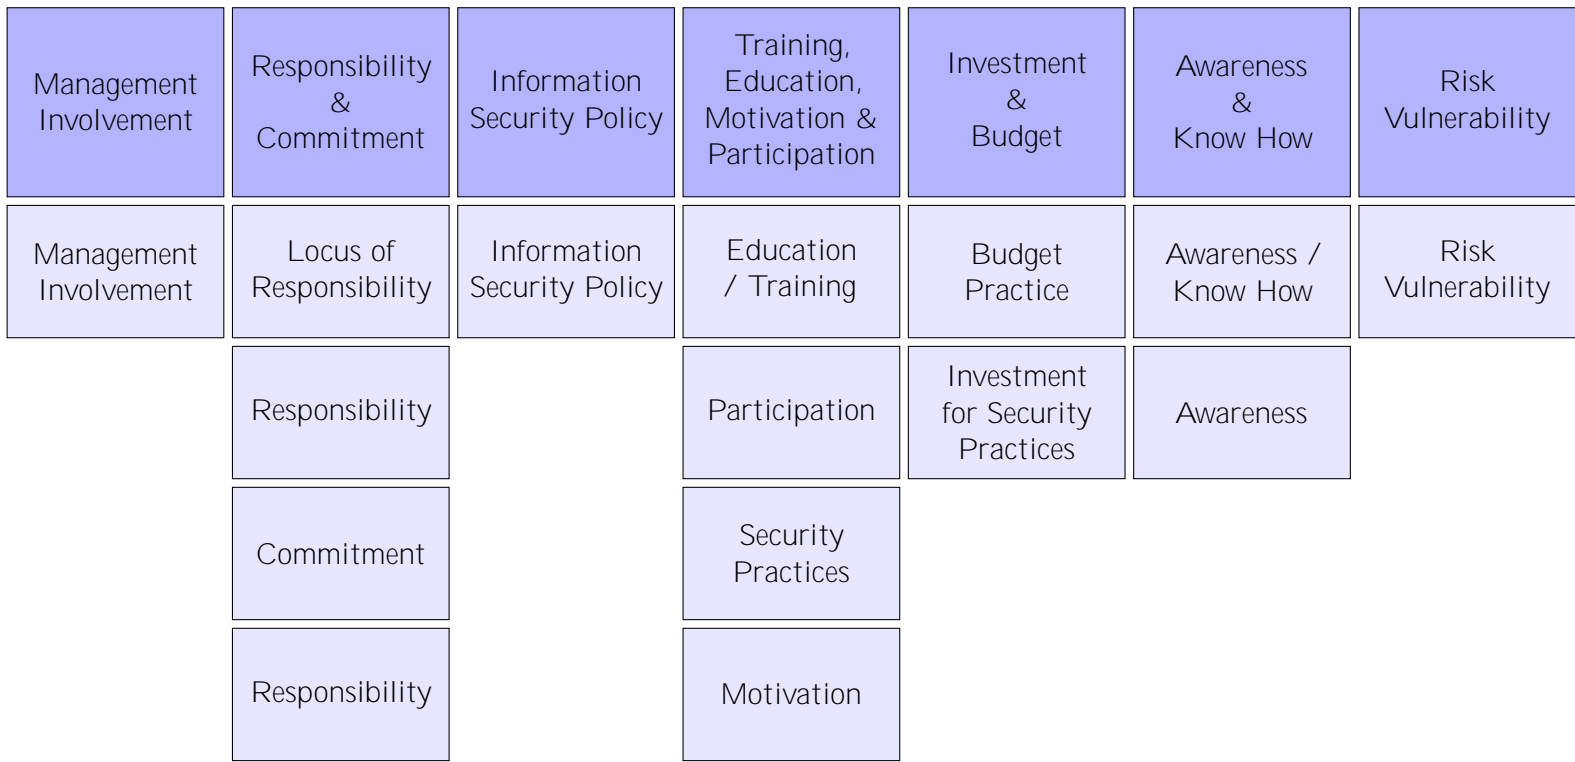 Management
Involvement
Responsibility
&
Commitment
Information
Security Policy
Training,
Education,
Motivation &
Participation
Investment
&
Budget
Awareness
&
Know How
Risk
Vulnerability
Management
Involvement
Locus of
Responsibility
Information
Security Policy
Education
/ Training
Budget
Practice
Awareness /
Know How
Risk
Vulnerability
Responsibility
Participation
Investment
for Security
Practices
Awareness
Commitment
Security
Practices
Responsibility
Motivation